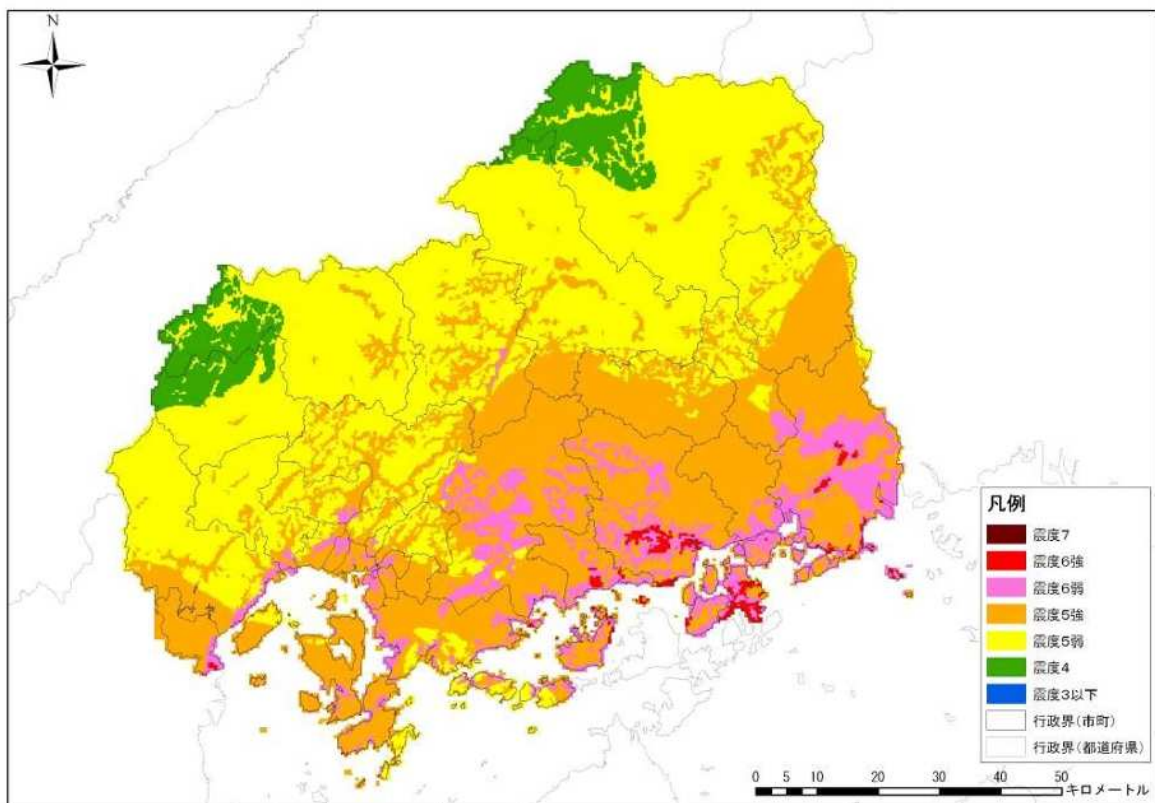 N
凡例
震度7
震度6強
震度6弱
震度5強
震度5弱
震度4
震度3以下
行政界(市町)
行政界(都道府県)
0 5 10 20 30 40 50
キロメートル